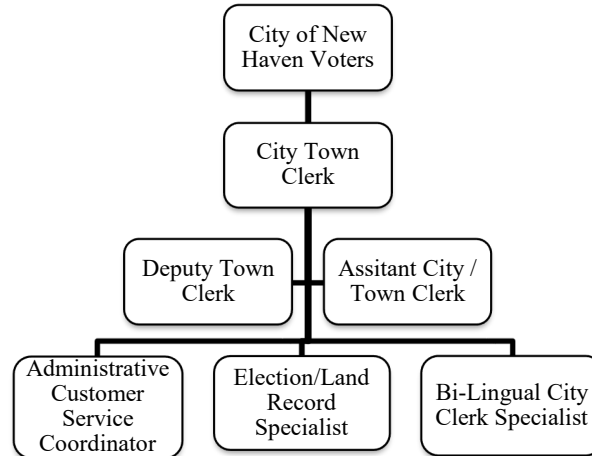 City of New
Haven Voters
City Town
Clerk
Deputy Town
Clerk
Assitant City /
Town Clerk
Administrative
Customer
Service
Coordinator
Election/Land
Record
Specialist
Bi-Lingual City
Clerk Specialist